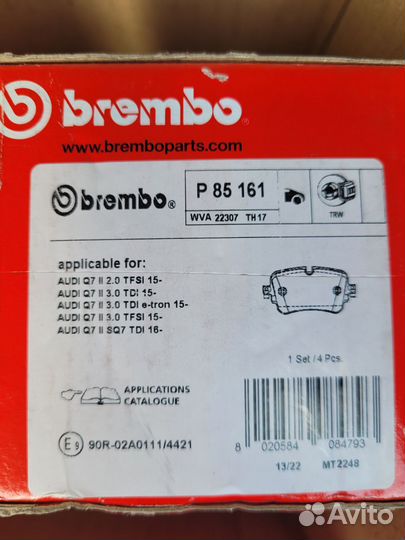 brembo
www.bremboparts.com
brembo®
P 85 161
WVA 22307 TH 17
TRW
applicable for:
AUDI Q7 II 2.0 TFSI 15-
AUDI Q7 II 3.0 TDI 15-
AUDI Q7 II 3.0 TDI e-tron 15-
AUDI Q7 II 3.0 TFSI 15-
AUDI Q7 II SQ7 TDI 16-
1 Set / 4 Pcs.
APPLICATIONS
CATALOGUE
E9 90R-02A0111/4421
8 020584 084793
13/22 MT2248
Avito